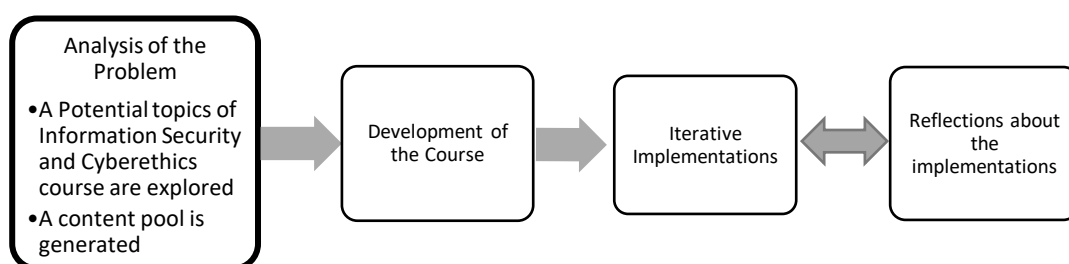 Analysis of the
Problem
•A Potential topics of
Information Security
and Cyberethics
course are explored
•A content pool is
generated
Development of
the Course
Iterative
Implementations
Reflections about
the
implementations